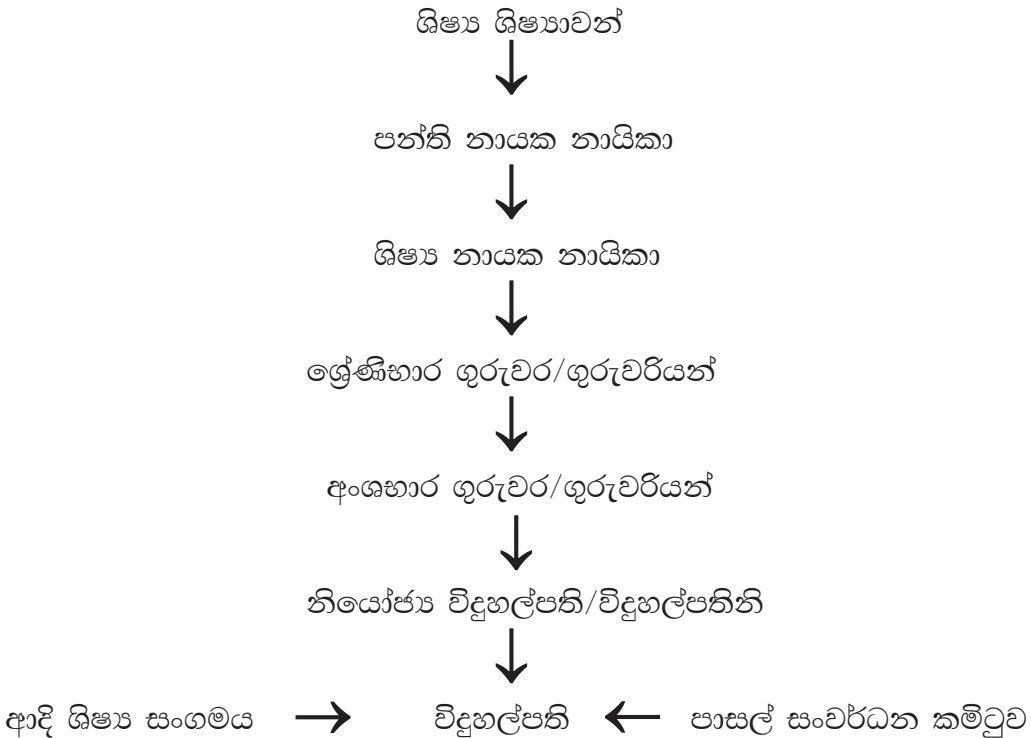 ශිෂ්‍ය ශිෂ්‍යාවන්
පන්ති නායක නායිකා
ශිෂ්‍ය නායක නායිකා
ශ්‍රේණිභාර ගුරුවර/ගුරුවරියන්
අංශභාර ගුරුවර/ගුරුවරියන්
නියෝජ්‍ය විදුහල්පති/විදුහල්පතිනි
ආදි ශිෂ්‍ය සංගමය විදුහල්පති පාසල් සංවර්ධන කමිටුව